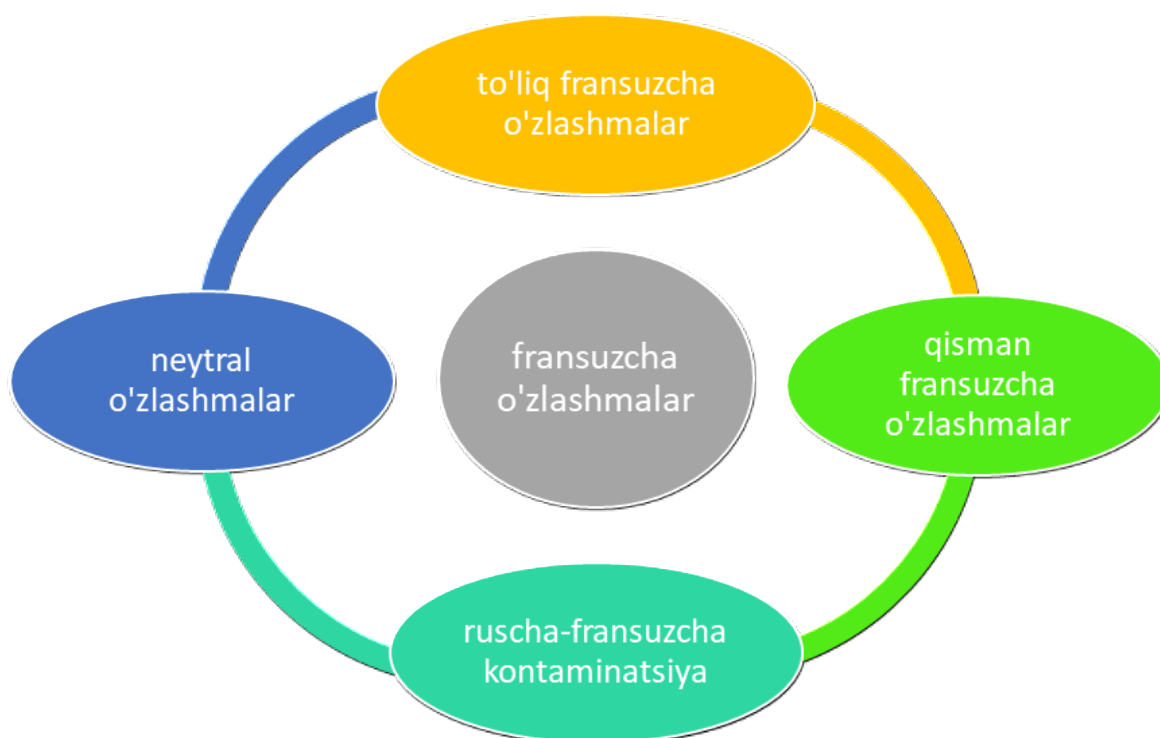 to'liq fransuzcha
o'zlashmalar
neytral
o'zlashmalar
fransuzcha
o'zlashmalar
qisman
fransuzcha
o'zlashmalar
ruscha-fransuzcha
kontaminatsiya